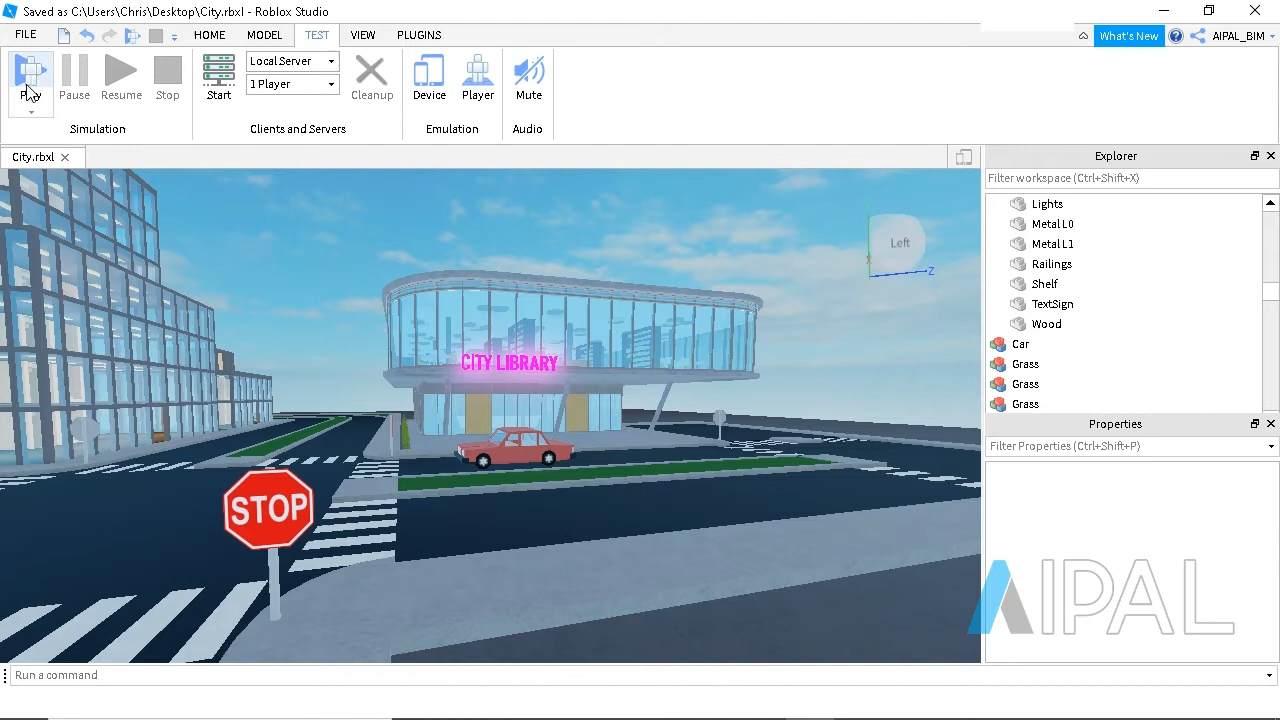 Saved as C:\Users\Chris\Desktop\City.rbxl - Roblox Studio
FILE HOME MODEL TEST VIEW PLUGINS What's New AIPAL_BIM
Play Pause Resume Stop
Simulation
Start Local Server
1 Player
Cleanup
Clients and Servers
Device Player
Emulation
Mute
Audio
City.rbxl
CITY LIBRARY
STOP
Left
Z
Explorer
Filter workspace (Ctrl+Shift+X)
Lights
Metal L0
Metal L1
Railings
Shelf
TextSign
Wood
Car
Grass
Grass
Grass
Properties
Filter Properties (Ctrl+Shift+P)
AIPAL
Run a command